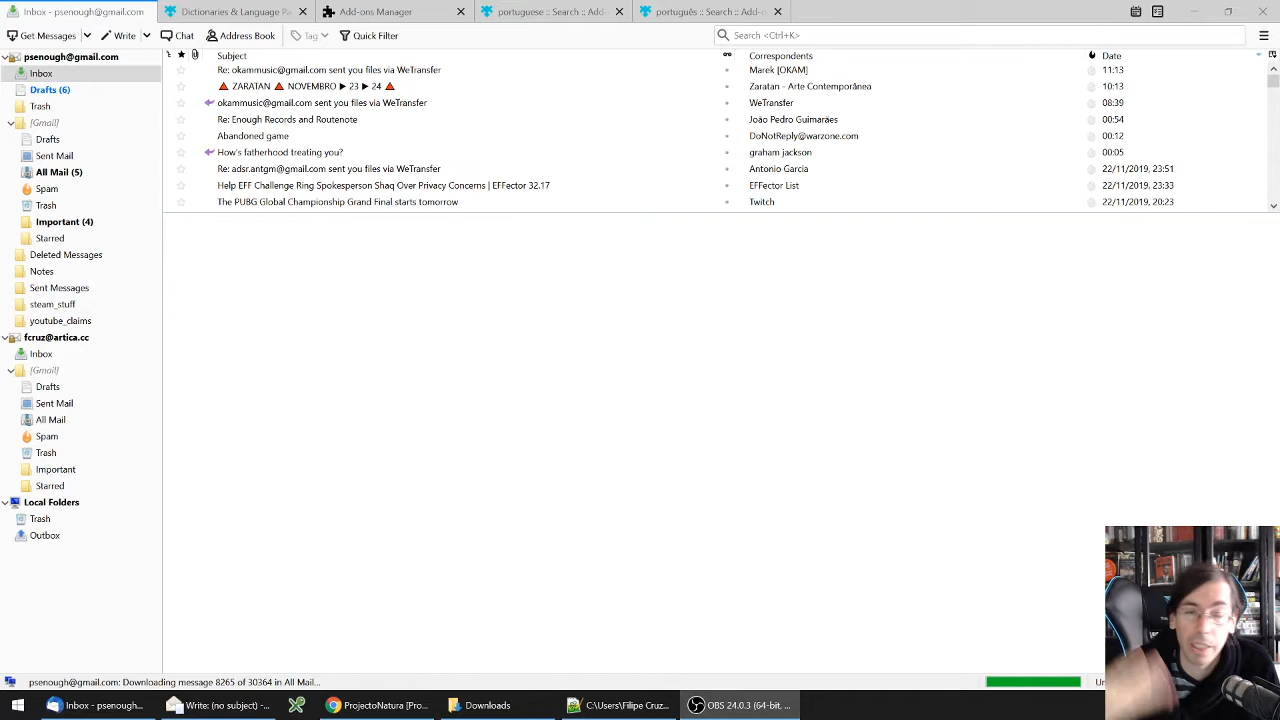 Inbox - psenough@gmail.com
Dictionaries & Language Pa
Add-ons Manager
portuguese :: Search :: Add-
português :: Search :: Add-o
Get Messages
Write
Chat
Address Book
Tag
Quick Filter
Search <Ctrl+K>
psenough@gmail.com
Inbox
Drafts (6)
Trash
[Gmail]
Drafts
Sent Mail
All Mail (5)
Spam
Trash
Important (4)
Starred
Deleted Messages
Notes
Sent Messages
steam_stuff
youtube_claims
fcruz@artica.cc
Inbox
[Gmail]
Drafts
Sent Mail
All Mail
Spam
Trash
Important
Starred
Local Folders
Trash
Outbox
Subject Correspondents Date
Re: okammusic@gmail.com sent you files via WeTransfer Marek [OKAM] 11:13
ZARATAN NOVEMBRO ▶ 23 ▶ 24 Zaratan - Arte Contemporânea 10:13
okammusic@gmail.com sent you files via WeTransfer WeTransfer 08:39
Re: Enough Records and Routenote João Pedro Guimarães 00:54
Abandoned game DoNotReply@warzone.com 00:12
How's fatherhood treating you? graham jackson 00:05
Re: adsr.antgm@gmail.com sent you files via WeTransfer Antonio Garcia 22/11/2019, 23:51
Help EFF Challenge Ring Spokesperson Shaq Over Privacy Concerns | EFFector 32.17 EFFector List 22/11/2019, 23:33
The PUBG Global Championship Grand Final starts tomorrow Twitch 22/11/2019, 20:23
psenough@gmail.com: Downloading message 8265 of 30364 in All Mail...
Inbox - psenough...
Write: (no subject) -...
ProjectoNatura [Pro...
Downloads
C:\Users\Filipe Cruz...
OBS 24.0.3 (64-bit, ...